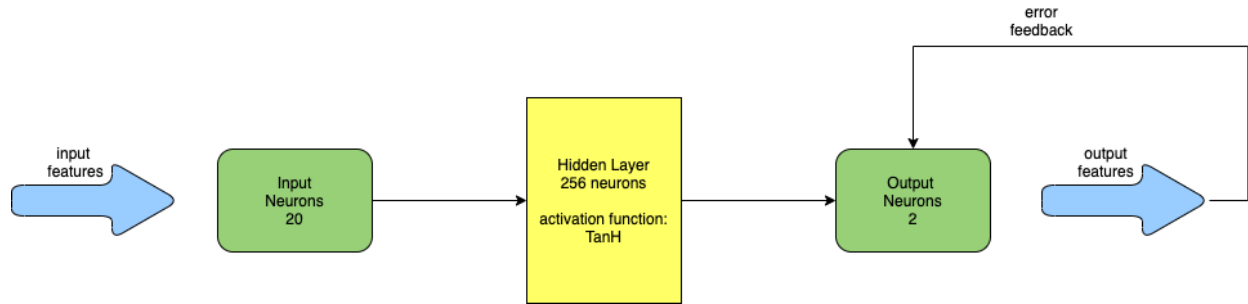 input
features
Input
Neurons
20
Hidden Layer
256 neurons
activation function:
TanH
Output
Neurons
2
error
feedback
output
features